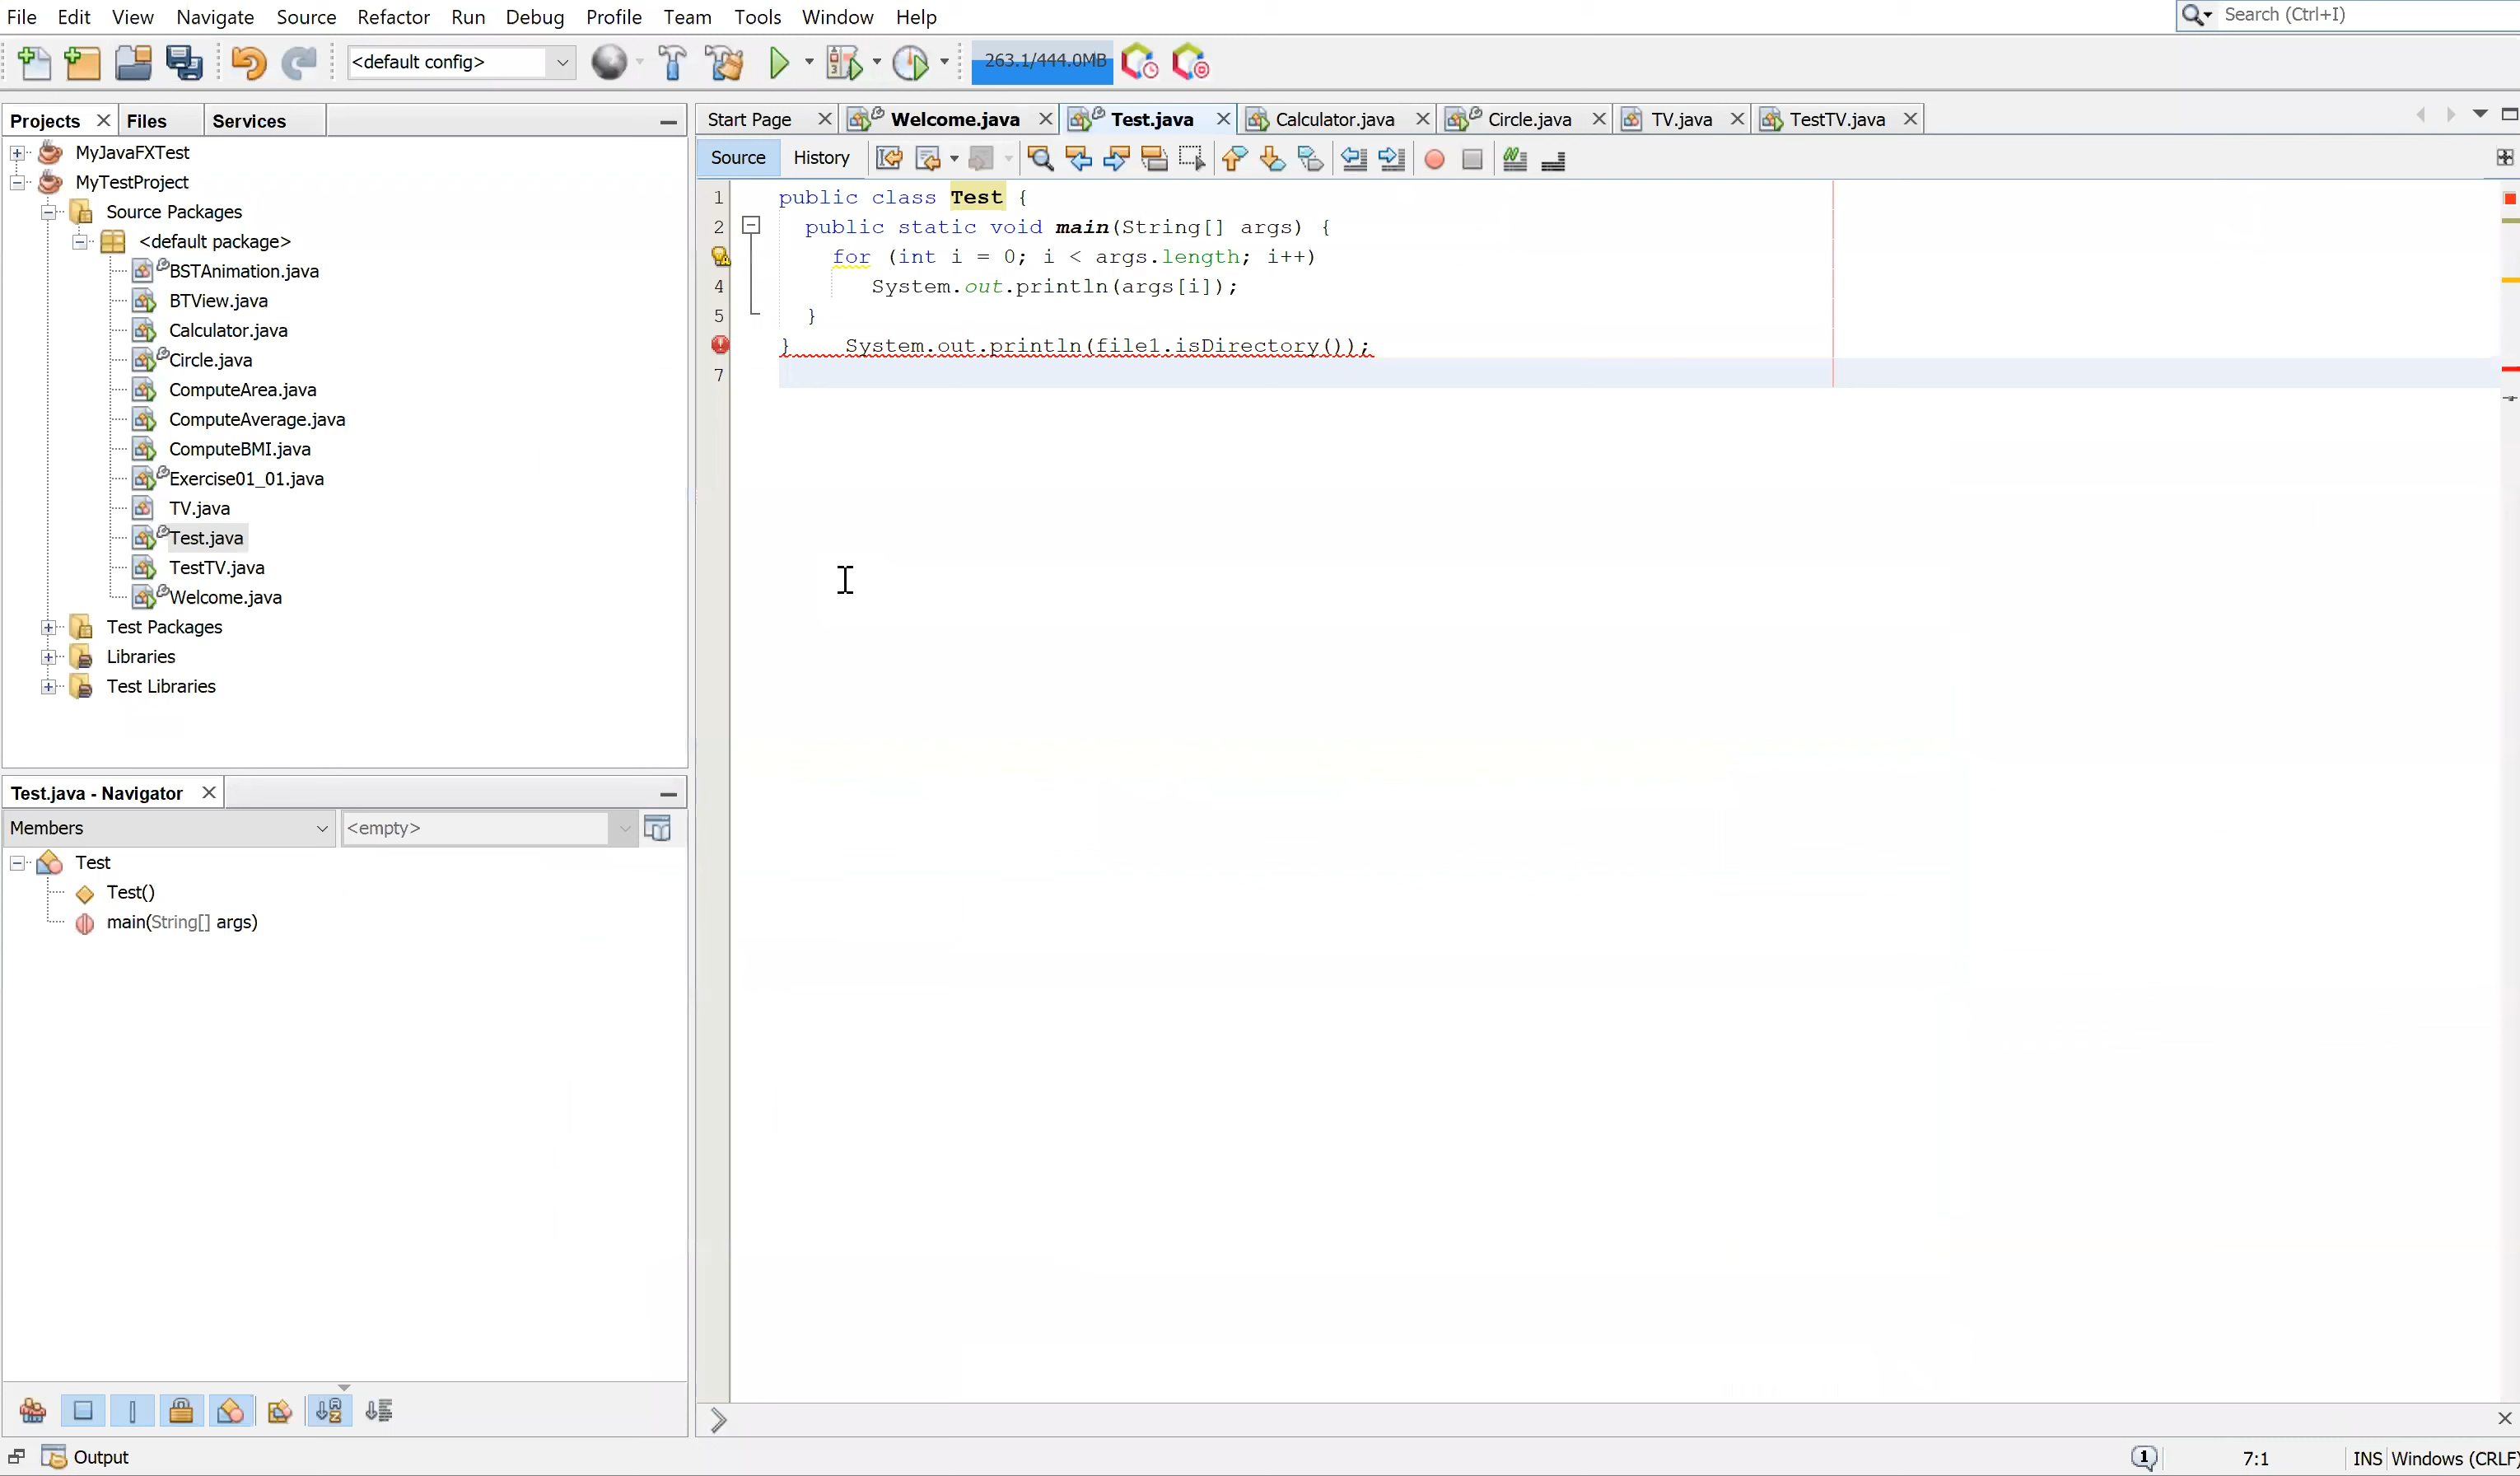 File Edit View Navigate Source Refactor Run Debug Profile Team Tools Window Help
Search (Ctrl+I)
<default config>
263.1/444.0MB
Projects Files Services
MyJavaFXTest
MyTestProject
Source Packages
<default package>
BSTAnimation.java
BTView.java
Calculator.java
Circle.java
ComputeArea.java
ComputeAverage.java
ComputeBMI.java
Exercise01_01.java
TV.java
Test.java
TestTV.java
Welcome.java
Test Packages
Libraries
Test Libraries
Test.java - Navigator
Members <empty>
Test
Test()
main(String[] args)
Start Page Welcome.java Test.java Calculator.java Circle.java TV.java TestTV.java
Source History
1 public class Test {
2 public static void main(String[] args) {
for (int i = 0; i < args.length; i++)
4 System.out.println(args[i]);
5 }
} System.out.println(file1.isDirectory());
7
Output
1 7:1 INS Windows (CRLF)